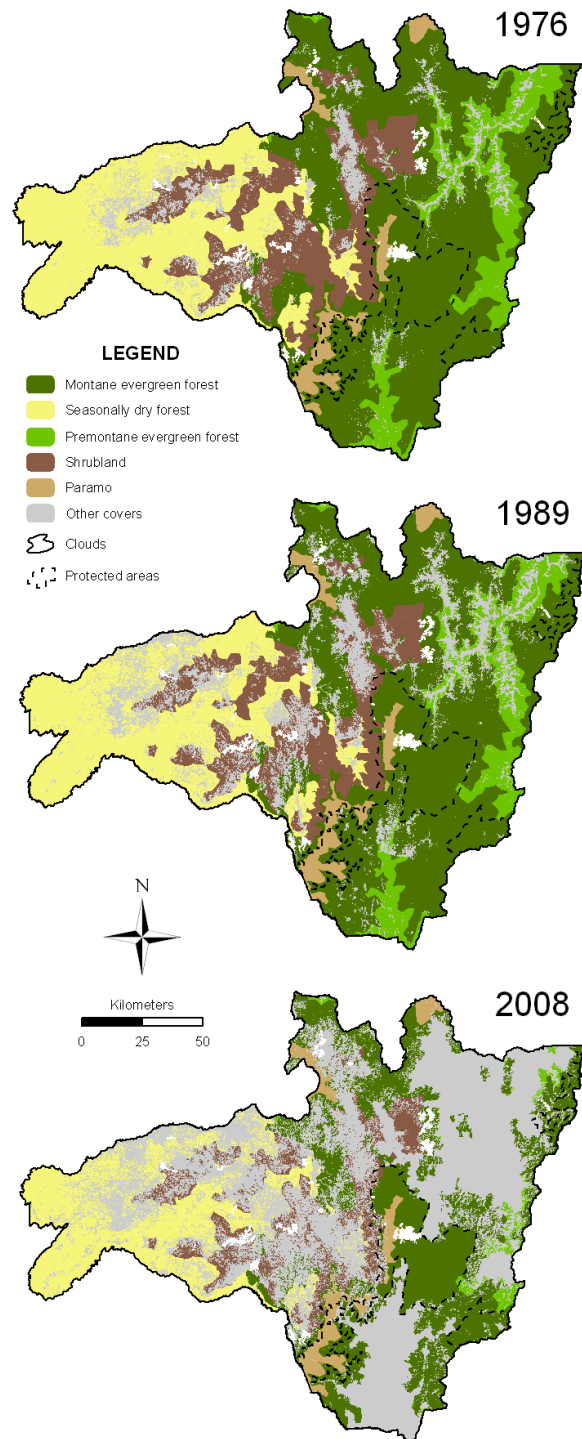 1976
LEGEND
Montane evergreen forest
Seasonally dry forest
Premontane evergreen forest
Shrubland
Paramo
Other covers
Clouds
Protected areas
1989
N
Kilometers
0 25 50
2008